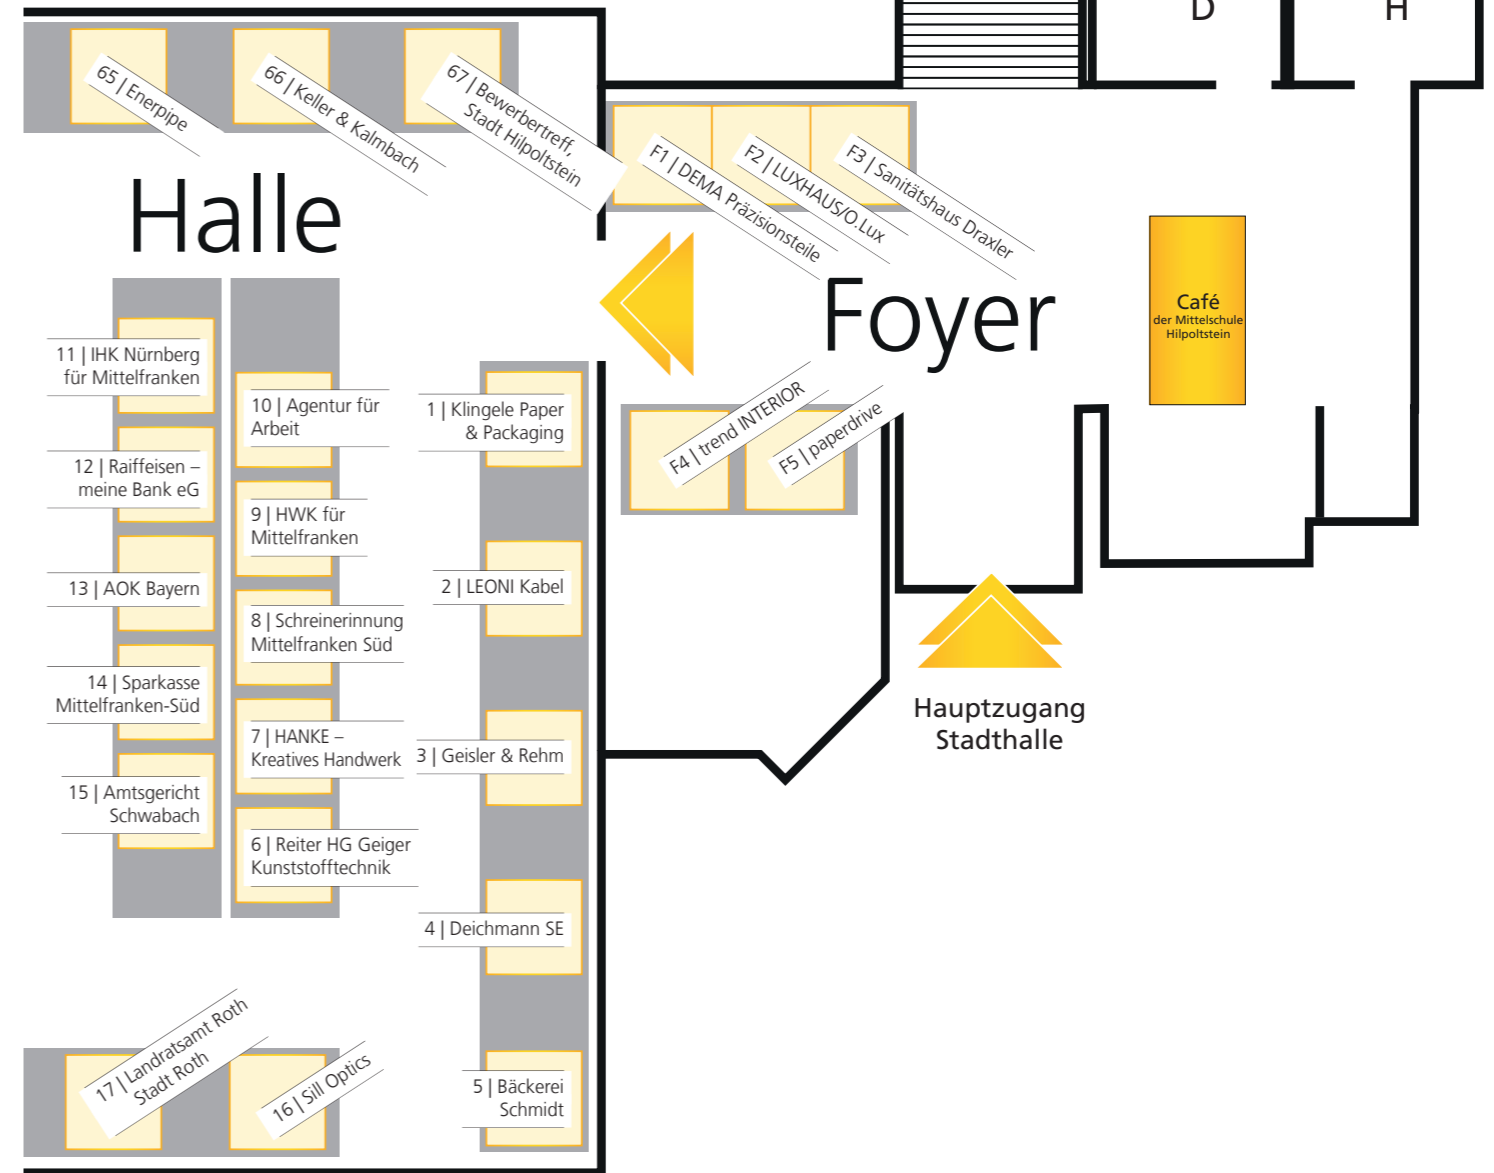 D
H
65 | Enerpipe
66 | Keller & Kalmbach
67 | Bewerbertreff,
Stadt Hilpoltstein
F1 | DEMA Präzisionsteile
F2 | LUXHAUS/O.Lux
F3 | Sanitätshaus Draxler
Halle
Foyer
Café
der Mittelschule
Hilpoltstein
11 | IHK Nürnberg
für Mittelfranken
12 | Raiffeisen –
meine Bank eG
13 | AOK Bayern
14 | Sparkasse
Mittelfranken-Süd
15 | Amtsgericht
Schwabach
10 | Agentur für
Arbeit
9 | HWK für
Mittelfranken
8 | Schreinerinnung
Mittelfranken Süd
7 | HANKE –
Kreatives Handwerk
6 | Reiter HG Geiger
Kunststofftechnik
1 | Klingele Paper
& Packaging
2 | LEONI Kabel
3 | Geisler & Rehm
4 | Deichmann SE
5 | Bäckerei
Schmidt
F4 | trend INTERIOR
F5 | paperdrive
Hauptzugang
Stadthalle
17 | Landratsamt Roth
Stadt Roth
16 | Sill Optics